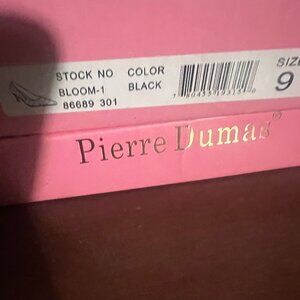 STOCK NO COLOR SIZE
BLOOM-1 BLACK 9
86689 301
Pierre Dumas®